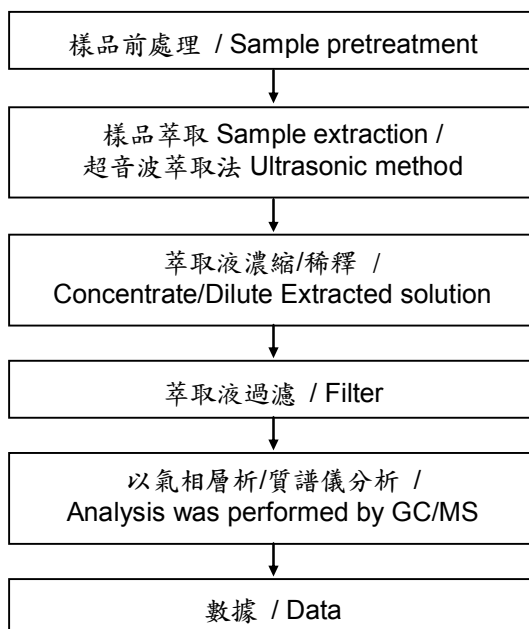 樣品前處理 / Sample pretreatment
樣品萃取 Sample extraction /
超音波萃取法 Ultrasonic method
萃取液濃縮/稀釋 /
Concentrate/Dilute Extracted solution
萃取液過濾 / Filter
以氣相層析/質譜儀分析 /
Analysis was performed by GC/MS
數據 / Data